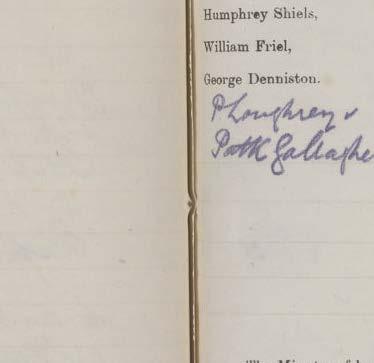 Humphrey Shiels,
William Friel,
George Denniston.
P Loughrey
Patk Gallaghe